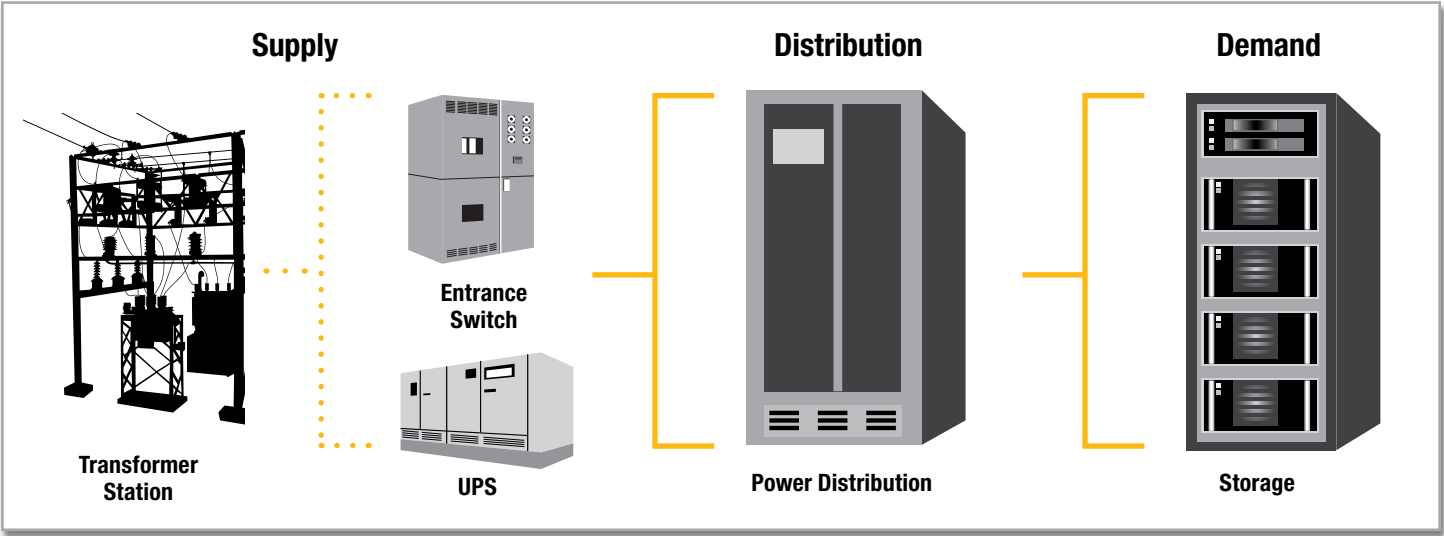 Supply
Distribution
Demand
Transformer
Station
Entrance
Switch
UPS
Power Distribution
Storage